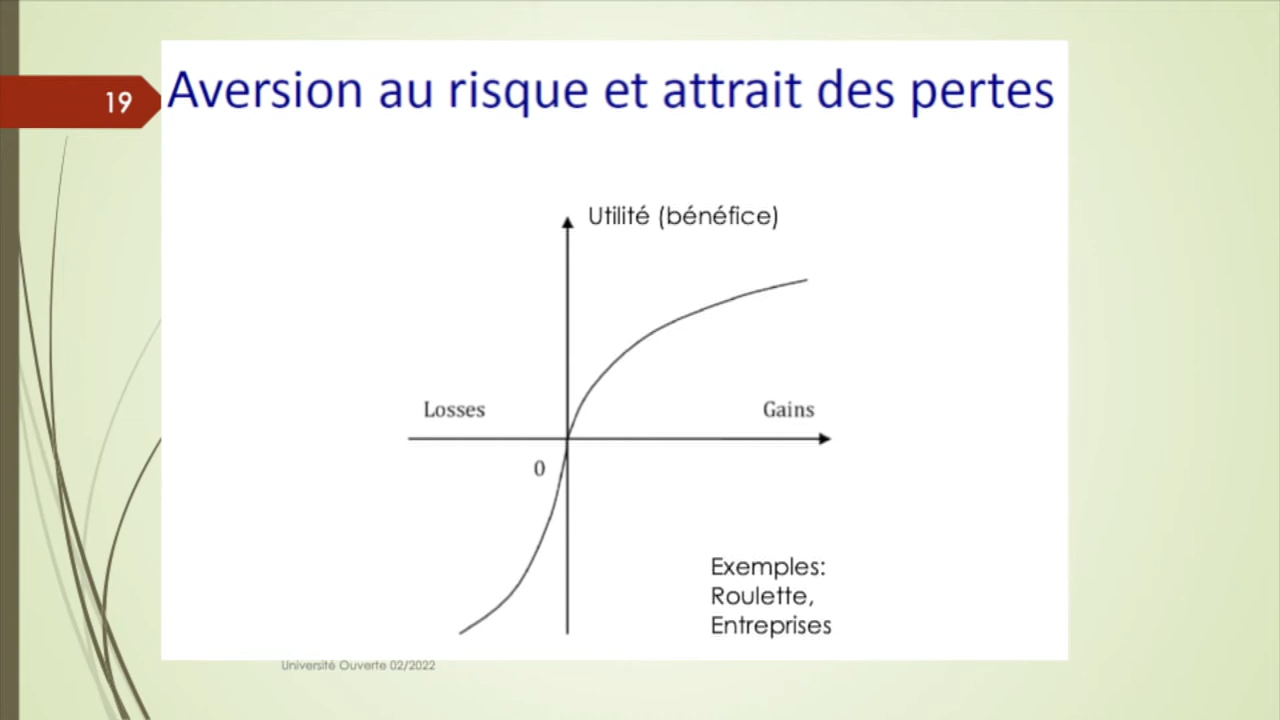 19
Aversion au risque et attrait des pertes
Utilité (bénéfice)
Losses
Gains
0
Exemples:
Roulette,
Entreprises
Université Ouverte 02/2022